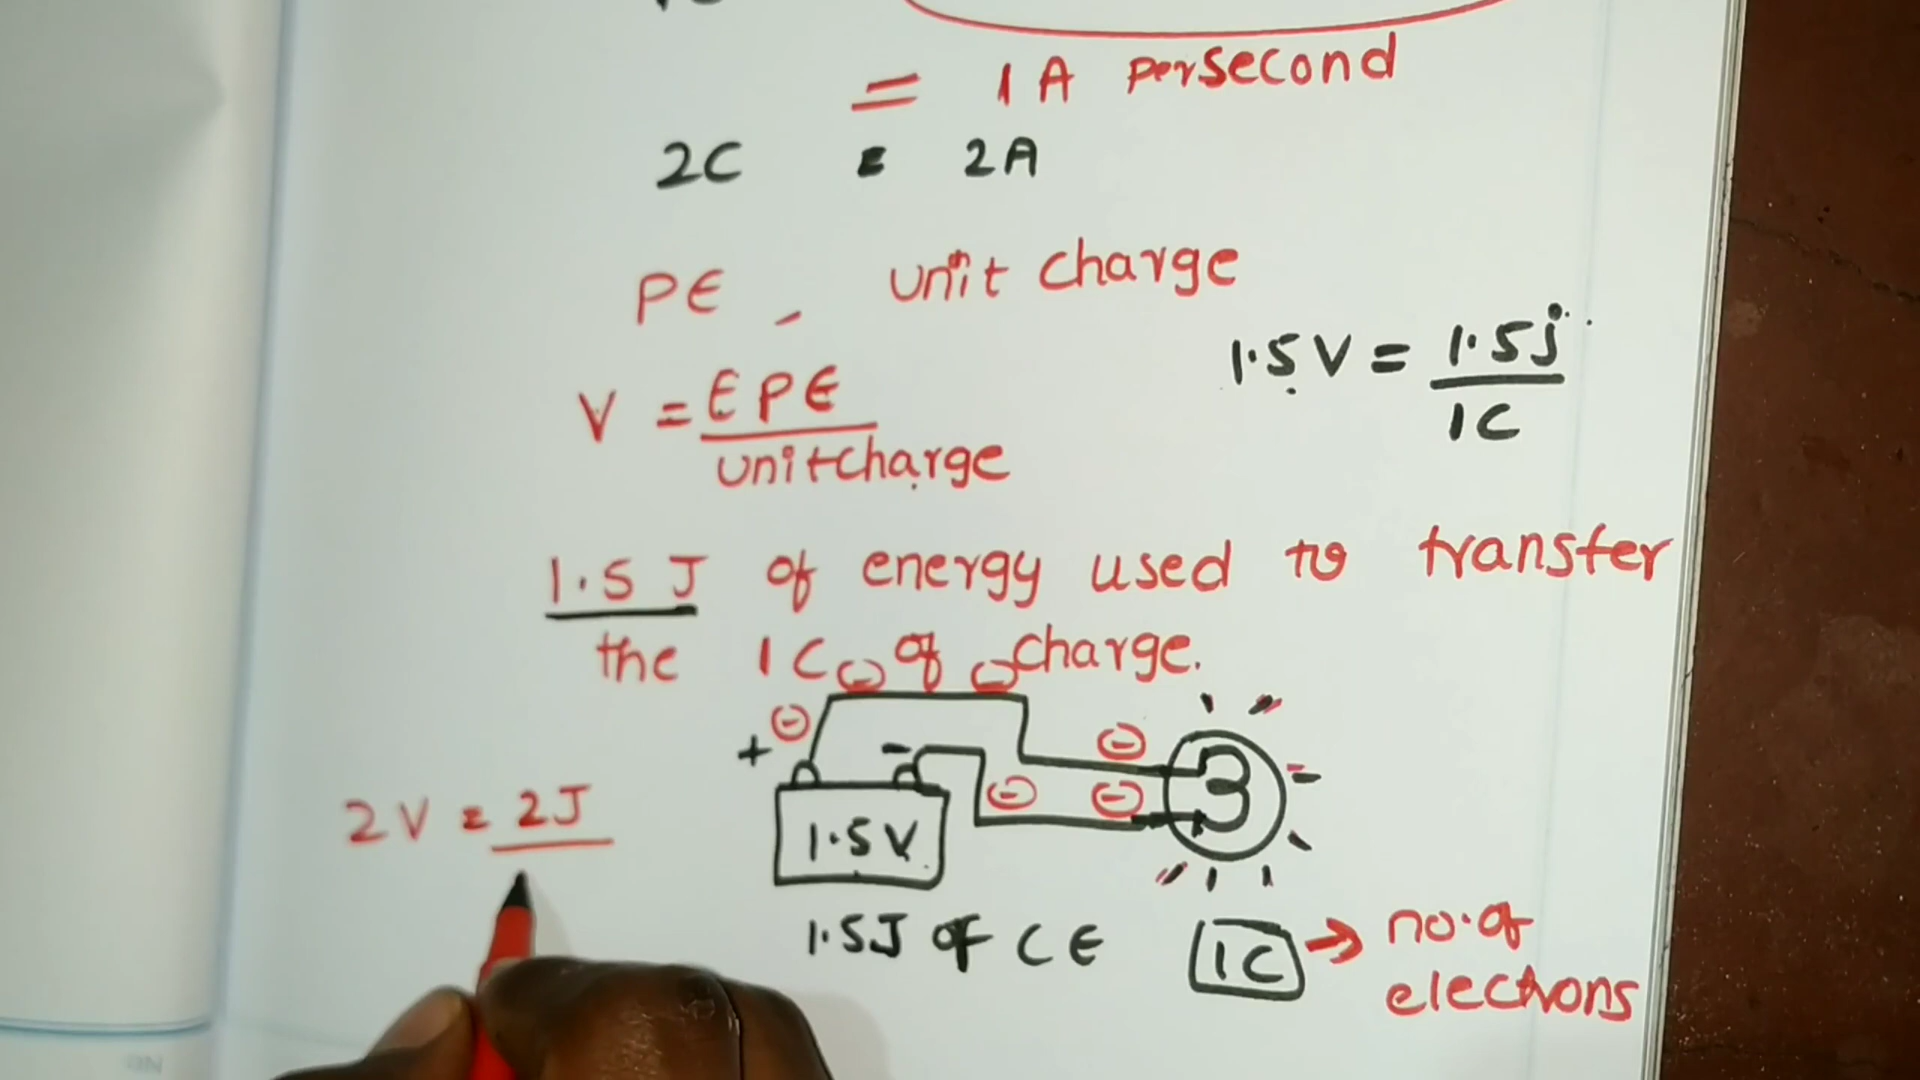 = 1A persecond
2C = 2A
PE - unit charge
1.5V = 1.5j
1C
V = EPE
unitcharge
1.5 J of energy used to transfer
the 1C of charge.
+ -
2V = 2J
1.5V
1.5J of CE
1C → no. of
electrons